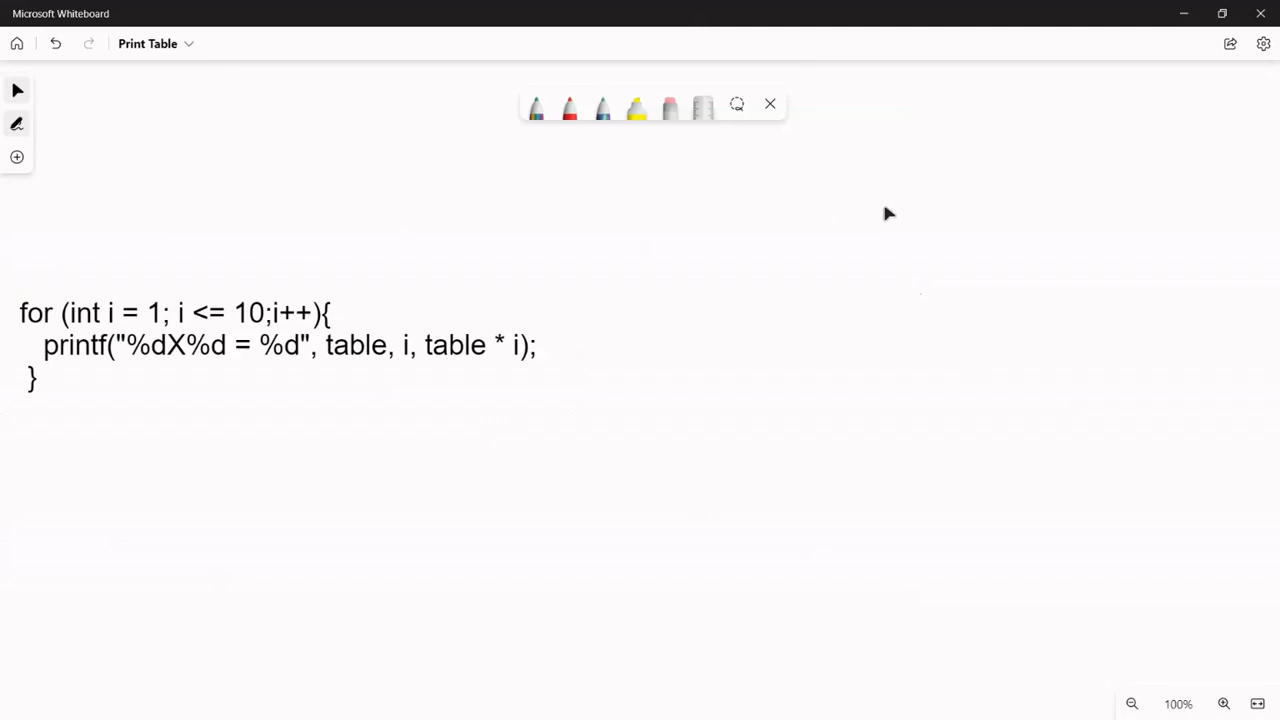 Microsoft Whiteboard
Print Table
for (int i = 1; i <= 10;i++){
printf("%dX%d = %d", table, i, table * i);
}
100%